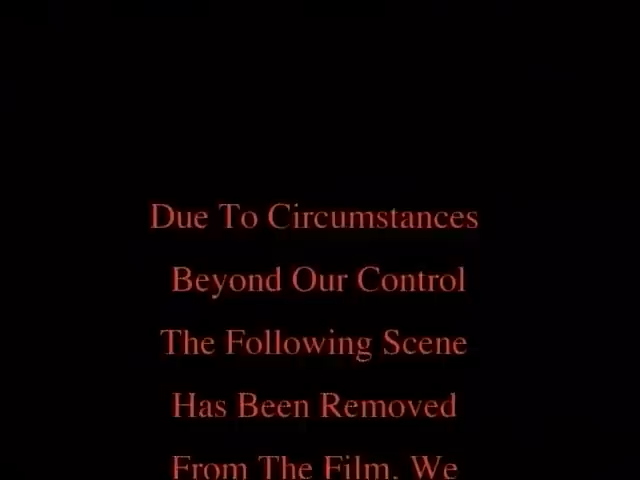 Due To Circumstances
Beyond Our Control
The Following Scene
Has Been Removed
From The Film, We